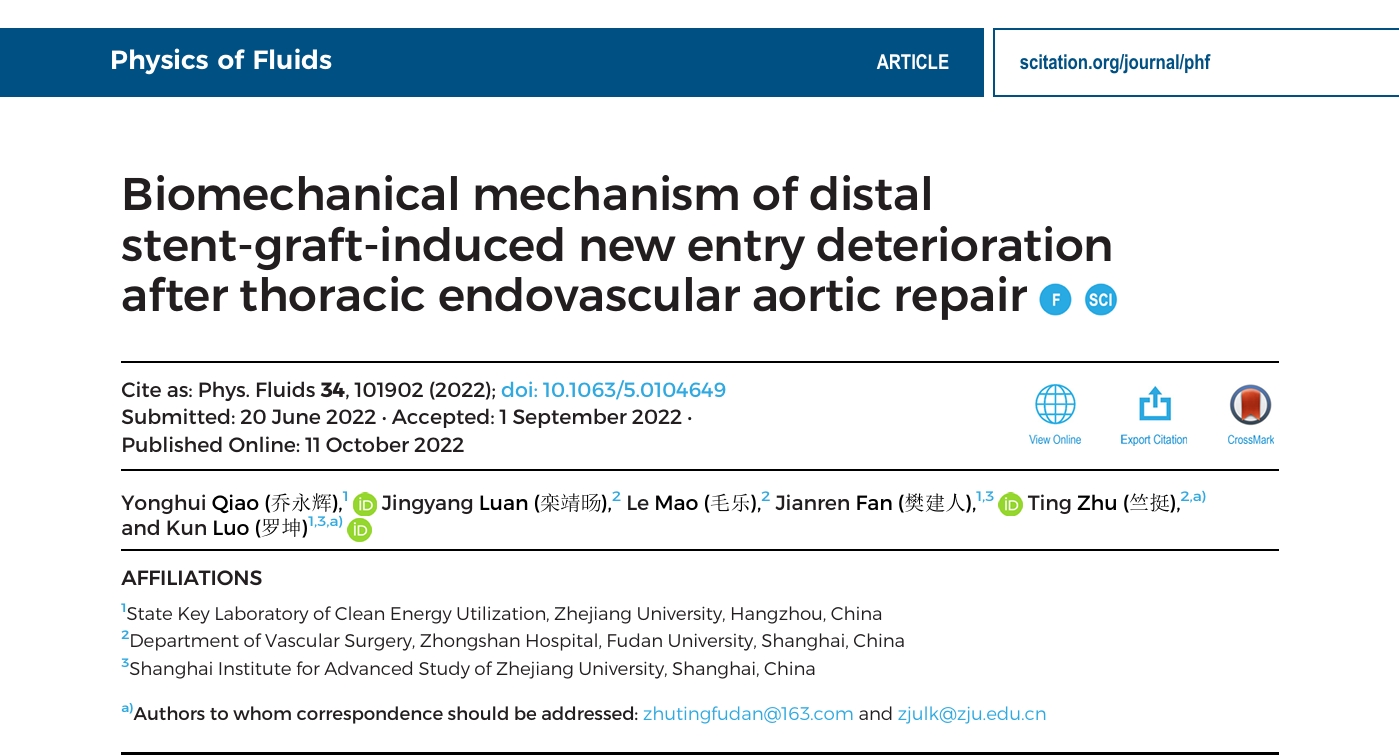 Physics of Fluids
ARTICLE
scitation.org/journal/phf
Biomechanical mechanism of distal
stent-graft-induced new entry deterioration
after thoracic endovascular aortic repair F SCI
Cite as: Phys. Fluids 34, 101902 (2022); doi: 10.1063/5.0104649
Submitted: 20 June 2022 · Accepted: 1 September 2022 ·
Published Online: 11 October 2022
View Online
Export Citation
CrossMark
Yonghui Qiao (乔永辉),1 iD Jingyang Luan (栾靖旸),2 Le Mao (毛乐),2 Jianren Fan (樊建人),1,3 iD Ting Zhu (竺挺),2,a)
and Kun Luo (罗坤)1,3,a) iD
AFFILIATIONS
1State Key Laboratory of Clean Energy Utilization, Zhejiang University, Hangzhou, China
2Department of Vascular Surgery, Zhongshan Hospital, Fudan University, Shanghai, China
3Shanghai Institute for Advanced Study of Zhejiang University, Shanghai, China
a)Authors to whom correspondence should be addressed: zhutingfudan@163.com and zjulk@zju.edu.cn